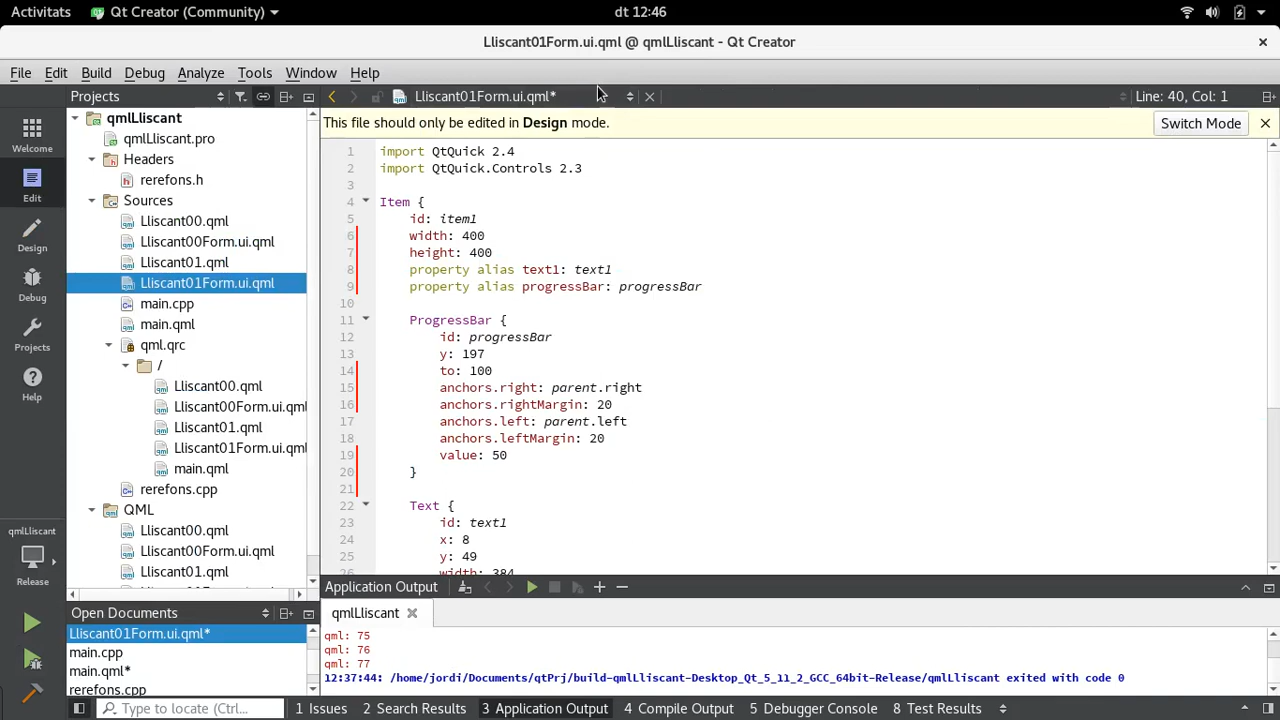 Activitats
Qt Creator (Community)
dt 12:46
Lliscant01Form.ui.qml @ qmlLliscant - Qt Creator
File Edit Build Debug Analyze Tools Window Help
Projects
Lliscant01Form.ui.qml*
Line: 40, Col: 1
This file should only be edited in Design mode.
Switch Mode
Welcome
Edit
Design
Debug
Projects
Help
qmlLliscant
Release
qmlLliscant
qmlLliscant.pro
Headers
rerefons.h
Sources
Lliscant00.qml
Lliscant00Form.ui.qml
Lliscant01.qml
Lliscant01Form.ui.qml
main.cpp
main.qml
qml.qrc
/
Lliscant00.qml
Lliscant00Form.ui.qml
Lliscant01.qml
Lliscant01Form.ui.qml
main.qml
rerefons.cpp
QML
Lliscant00.qml
Lliscant00Form.ui.qml
Lliscant01.qml
Open Documents
Lliscant01Form.ui.qml*
main.cpp
main.qml*
rerefons.cpp
1 import QtQuick 2.4
2 import QtQuick.Controls 2.3
3
4 Item {
5 id: item1
6 width: 400
7 height: 400
8 property alias text1: text1
9 property alias progressBar: progressBar
10
11 ProgressBar {
12 id: progressBar
13 y: 197
14 to: 100
15 anchors.right: parent.right
16 anchors.rightMargin: 20
17 anchors.left: parent.left
18 anchors.leftMargin: 20
19 value: 50
20 }
21
22 Text {
23 id: text1
24 x: 8
25 y: 49
26 width: 384
Application Output
qmlLliscant
qml: 75
qml: 76
qml: 77
12:37:44: /home/jordi/Documents/qtPrj/build-qmlLliscant-Desktop_Qt_5_11_2_GCC_64bit-Release/qmlLliscant exited with code 0
Type to locate (Ctrl...
1 Issues
2 Search Results
3 Application Output
4 Compile Output
5 Debugger Console
8 Test Results